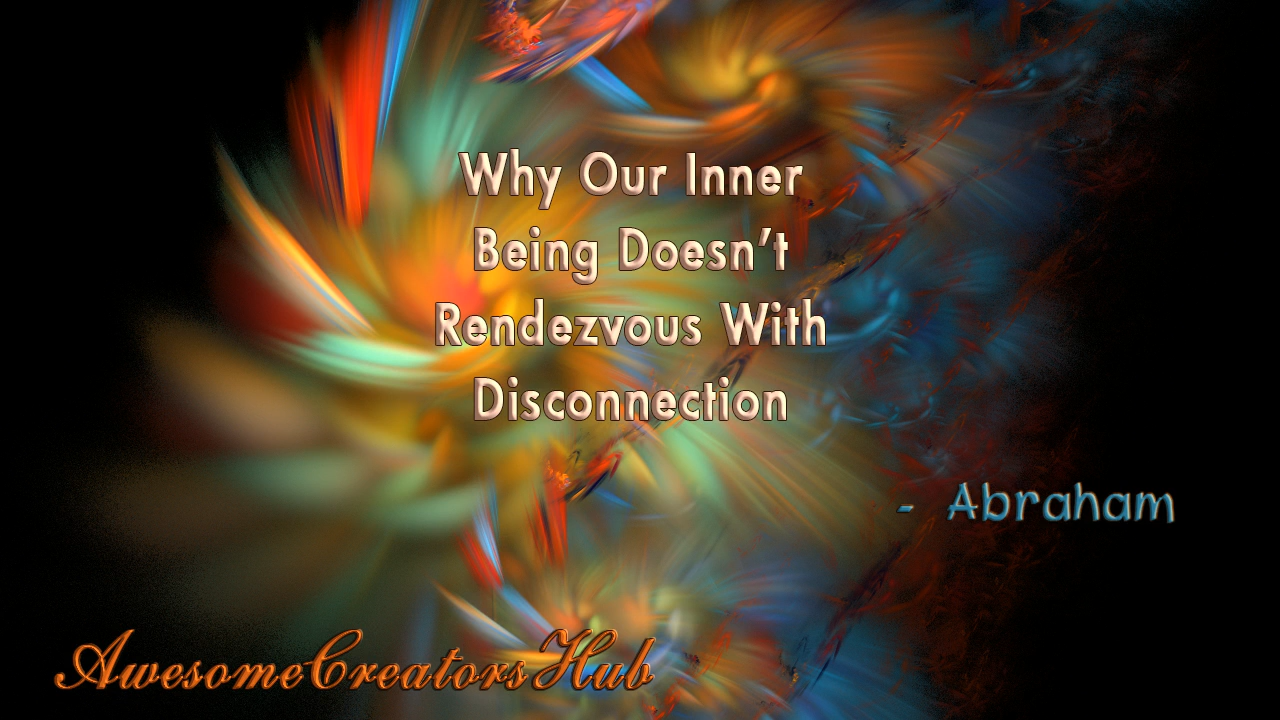 Why Our Inner
Being Doesn't
Rendezvous With
Disconnection
- Abraham
AwesomeCreatorsHub